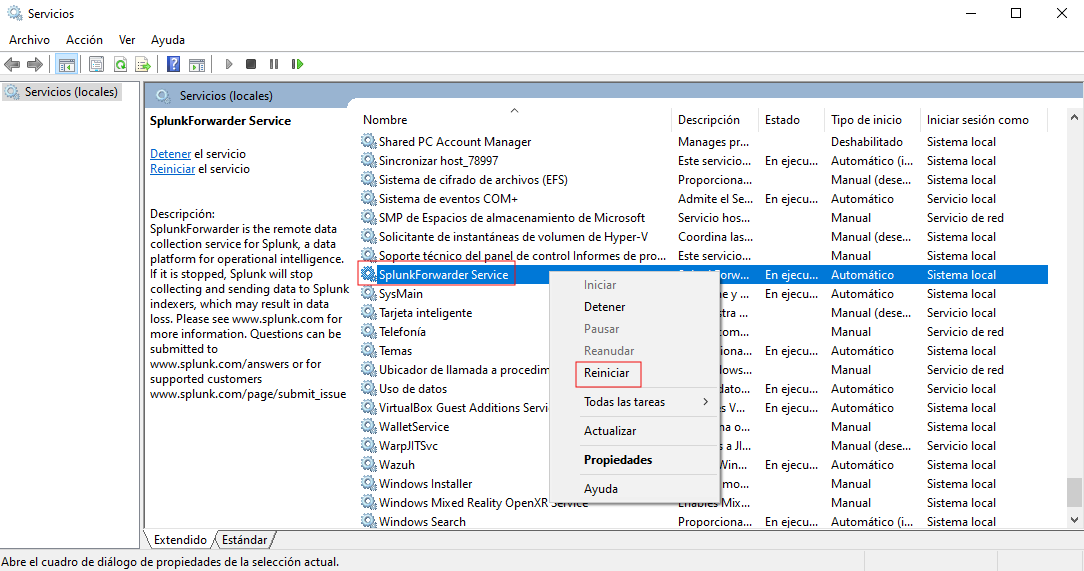 Servicios
Archivo Acción Ver Ayuda
Servicios (locales)
Servicios (locales)
SplunkForwarder Service
Detener el servicio
Reiniciar el servicio
Descripción:
SplunkForwarder is the remote data
collection service for Splunk, a data
platform for operational intelligence.
If it is stopped, Splunk will stop
collecting and sending data to Splunk
indexers, which may result in data
loss. Please see www.splunk.com for
more information. Questions can be
submitted to
www.splunk.com/answers or for
supported customers
www.splunk.com/page/submit_issue
Nombre Descripción Estado Tipo de inicio Iniciar sesión como
Shared PC Account Manager Manages pr... Deshabilitado Sistema local
Sincronizar host_78997 Este servicio... En ejecu... Automático (i... Sistema local
Sistema de cifrado de archivos (EFS) Proporciona... Manual (dese... Sistema local
Sistema de eventos COM+ Admite el Se... En ejecu... Automático Servicio local
SMP de Espacios de almacenamiento de Microsoft Servicio hos... Manual Servicio de red
Solicitante de instantáneas de volumen de Hyper-V Coordina las... Manual (dese... Sistema local
Soporte técnico del panel de control Informes de pro... Este servicio... Manual Sistema local
SplunkForwarder Service En ejecu... Automático Sistema local
SysMain ne y ... En ejecu... Automático Sistema local
Tarjeta inteligente stra ... Manual (dese... Servicio local
Telefonía com... Manual Servicio de red
Temas iona... En ejecu... Automático Sistema local
Ubicador de llamada a procedim dows... Manual Servicio de red
Uso de datos dato... En ejecu... Automático Servicio local
VirtualBox Guest Additions Servi s V... En ejecu... Automático Sistema local
WalletService na o... Manual Sistema local
WarpJITSvc s a JI... Manual (dese... Servicio local
Wazuh Win... En ejecu... Automático Sistema local
Windows Installer mo... Manual Sistema local
Windows Mixed Reality OpenXR Service Enables Mix... Manual Sistema local
Windows Search Proporciona... En ejecu... Automático (i... Sistema local
Iniciar
Detener
Pausar
Reanudar
Reiniciar
Todas las tareas
Actualizar
Propiedades
Ayuda
Extendido Estándar
Abre el cuadro de diálogo de propiedades de la selección actual.